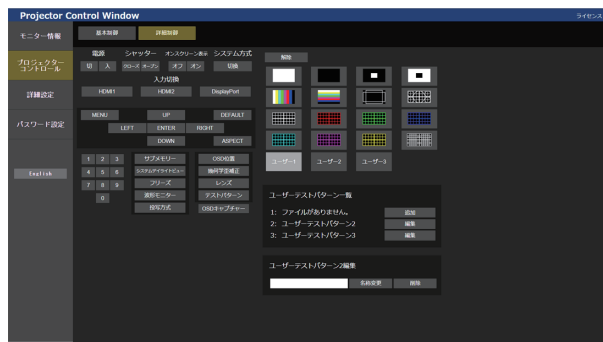 Projector Control Window
ライセンス
モニター情報
基本制御
詳細制御
プロジェクター
コントロール
詳細設定
パスワード設定
English
電源 シャッター オンスクリーン表示 システム方式
切 入 クローズ オープン オフ オン 切換
入力切換
HDMI1 HDMI2 DisplayPort
MENU UP DEFAULT
LEFT ENTER RIGHT
DOWN ASPECT
1 2 3 サブメモリー OSD位置
4 5 6 システムデイライトビュー 幾何学歪補正
7 8 9 フリーズ レンズ
0 波形モニター テストパターン
投写方式 OSDキャプチャー
解除
ユーザー1 ユーザー2 ユーザー3
ユーザーテストパターン一覧
1: ファイルがありません。 追加
2: ユーザーテストパターン2 編集
3: ユーザーテストパターン3 編集
ユーザーテストパターン2編集
名称変更 削除